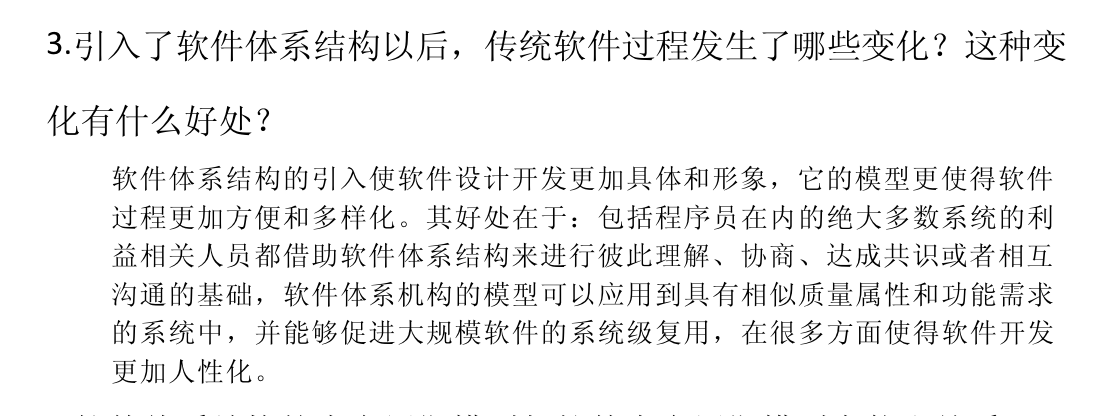 3.引入了软件体系结构以后，传统软件过程发生了哪些变化？这种变
化有什么好处？
软件体系结构的引入使软件设计开发更加具体和形象，它的模型更使得软件
过程更加方便和多样化。其好处在于：包括程序员在内的绝大多数系统的利
益相关人员都借助软件体系结构来进行彼此理解、协商、达成共识或者相互
沟通的基础，软件体系机构的模型可以应用到具有相似质量属性和功能需求
的系统中，并能够促进大规模软件的系统级复用，在很多方面使得软件开发
更加人性化。